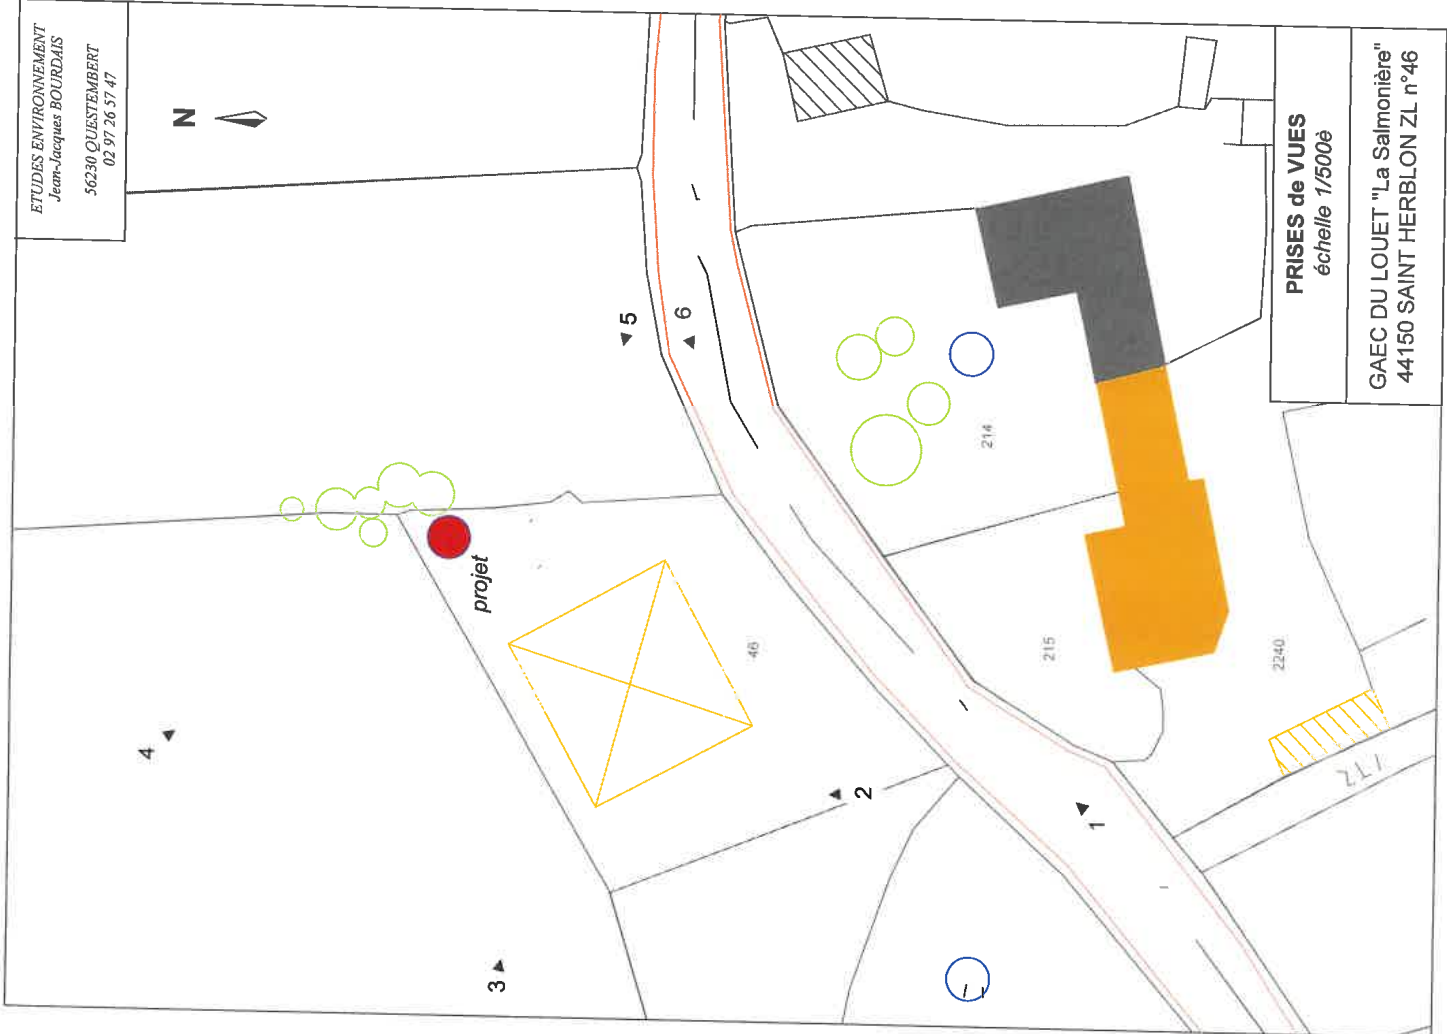 ETUDES ENVIRONNEMENT
Jean-Jacques BOURDAIS
56230 QUESTEMBERT
02 97 26 57 47
N
5
6
projet
4
46
214
215
2240
2
1
3
PRISES de VUES
échelle 1/500è
GAEC DU LOUET "La Salmonière"
44150 SAINT HERBLON ZL n°46